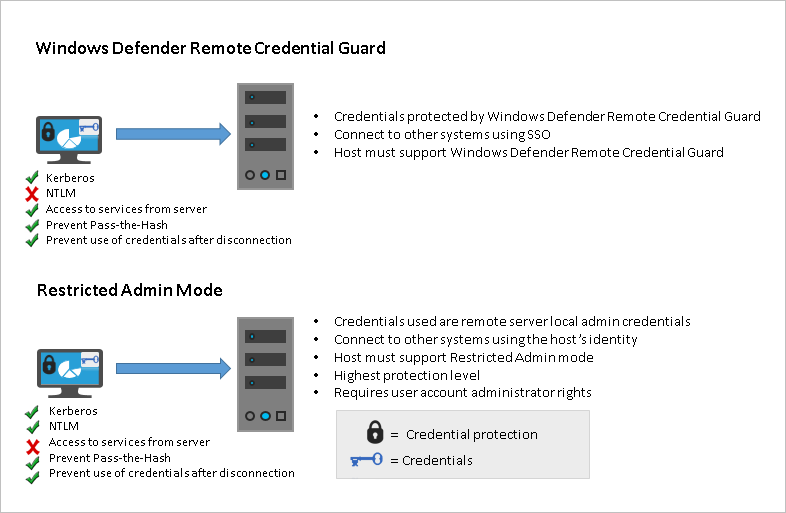 Windows Defender Remote Credential Guard
• Credentials protected by Windows Defender Remote Credential Guard
• Connect to other systems using SSO
• Host must support Windows Defender Remote Credential Guard
Kerberos
NTLM
Access to services from server
Prevent Pass-the-Hash
Prevent use of credentials after disconnection
Restricted Admin Mode
• Credentials used are remote server local admin credentials
• Connect to other systems using the host's identity
• Host must support Restricted Admin mode
• Highest protection level
• Requires user account administrator rights
Kerberos
NTLM
Access to services from server
Prevent Pass-the-Hash
Prevent use of credentials after disconnection
= Credential protection
= Credentials